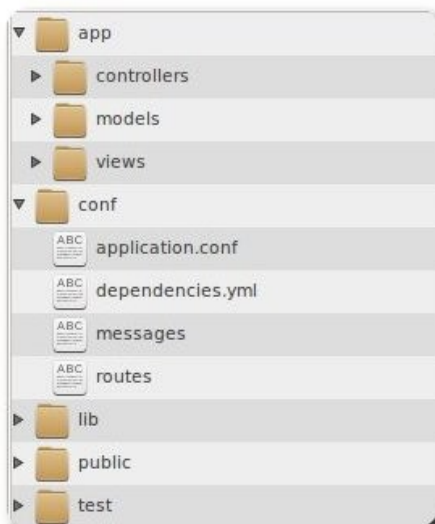 app
controllers
models
views
conf
ABC application.conf
ABC dependencies.yml
ABC messages
ABC routes
lib
public
test